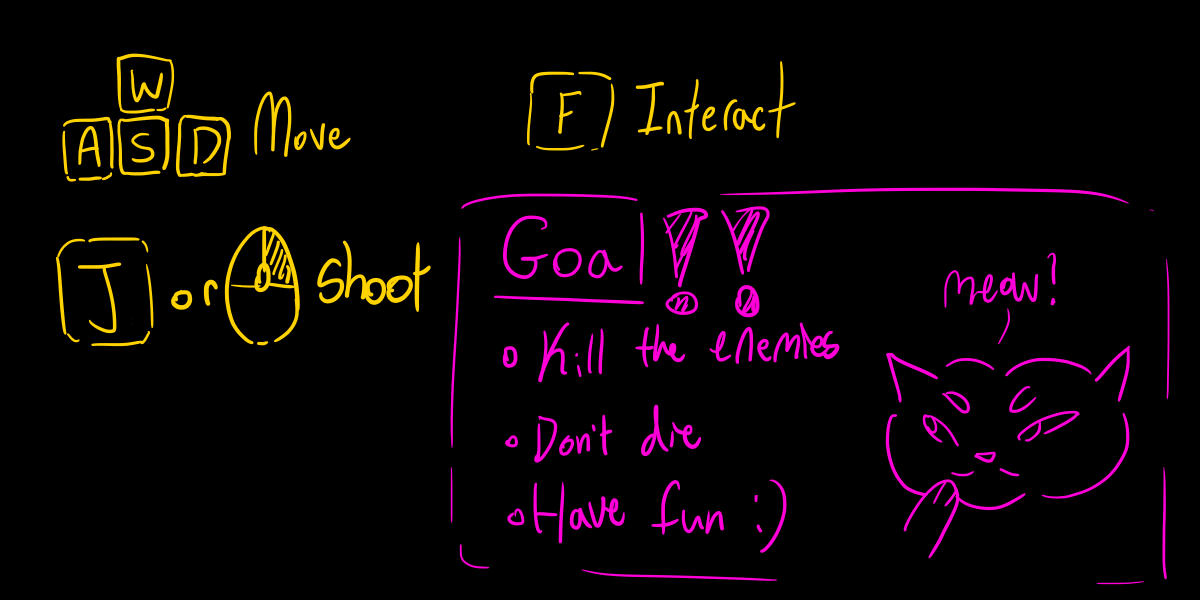 W
A S D Move
F Interact
J or shoot
Goal!!
• Kill the enemies
• Don't die
• Have fun :)
meow?